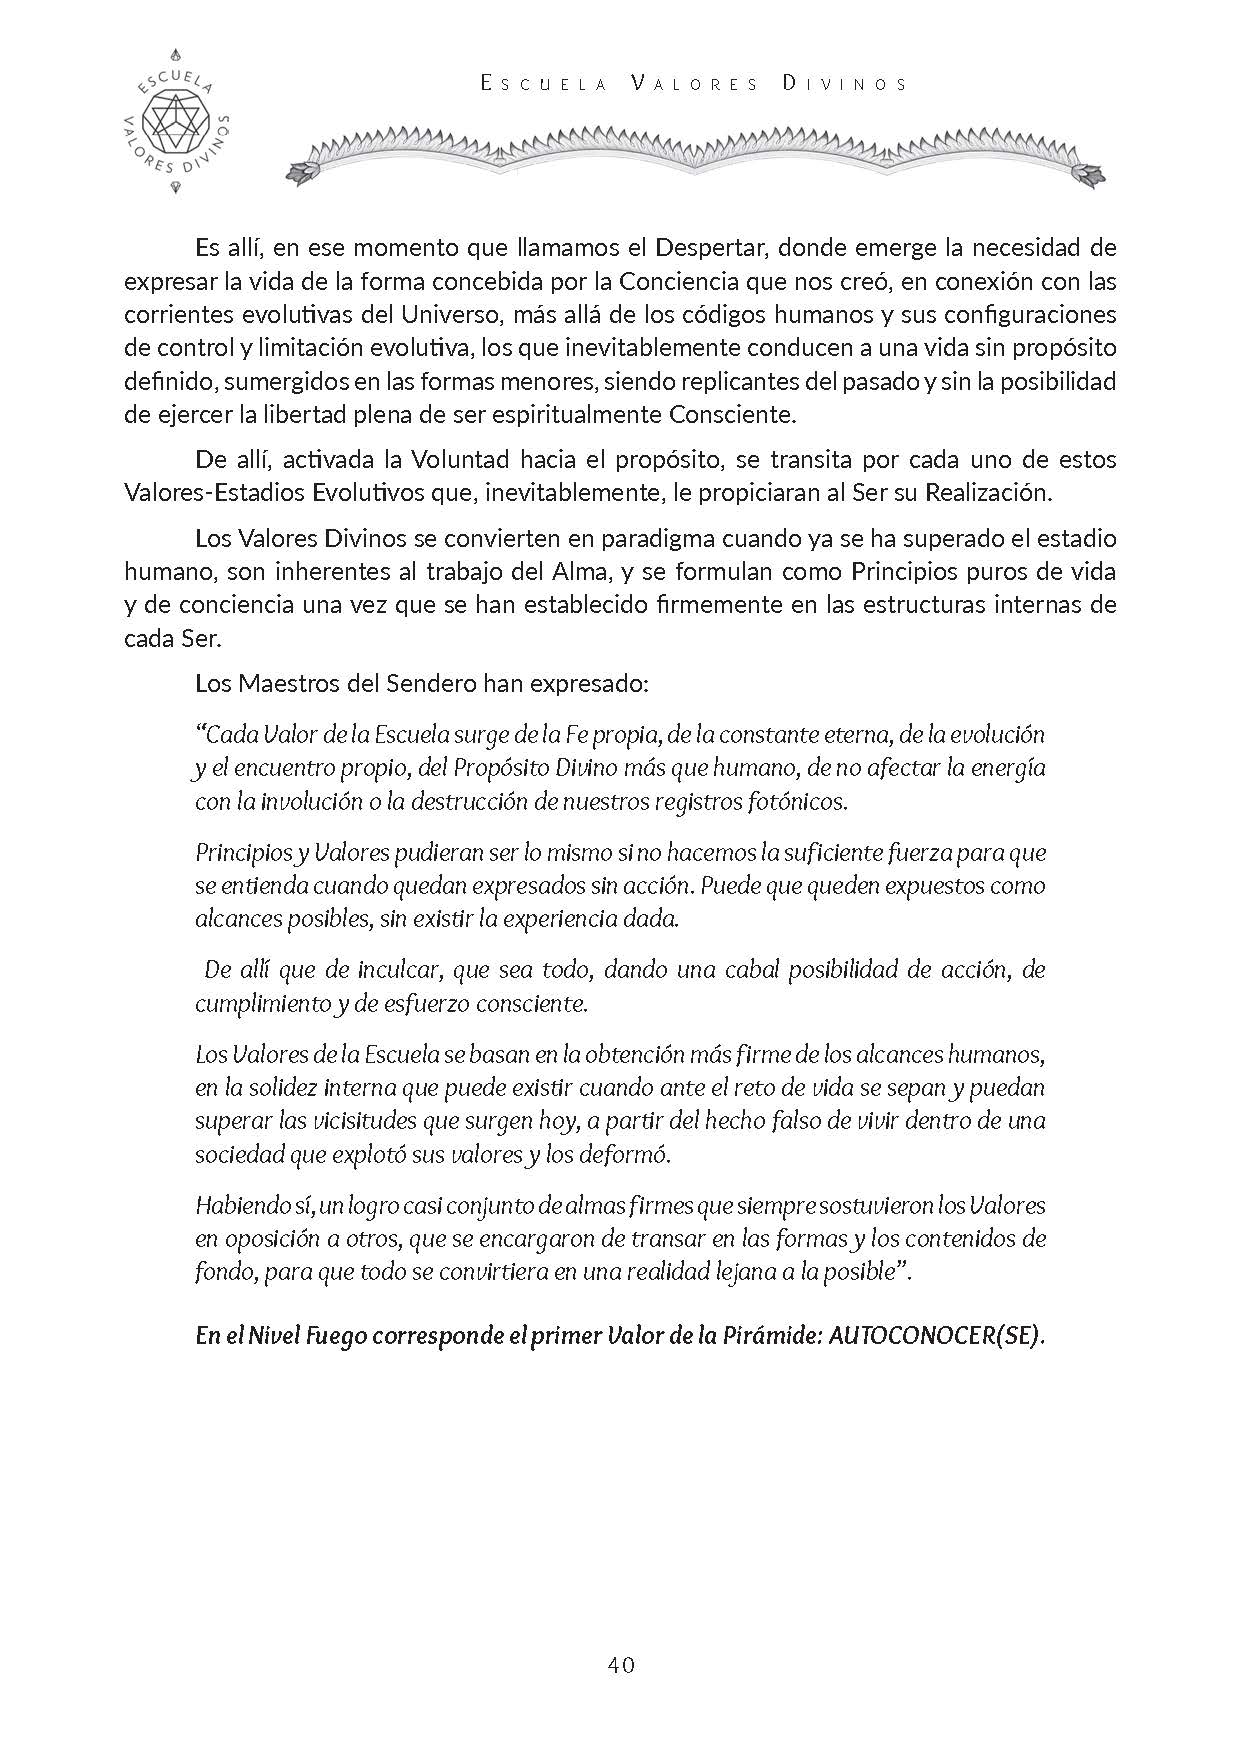 ESCUELA
VALORES DIVINOS
Escuela Valores Divinos
Es allí, en ese momento que llamamos el Despertar, donde emerge la necesidad de
expresar la vida de la forma concebida por la Conciencia que nos creó, en conexión con las
corrientes evolutivas del Universo, más allá de los códigos humanos y sus configuraciones
de control y limitación evolutiva, los que inevitablemente conducen a una vida sin propósito
definido, sumergidos en las formas menores, siendo replicantes del pasado y sin la posibilidad
de ejercer la libertad plena de ser espiritualmente Consciente.
De allí, activada la Voluntad hacia el propósito, se transita por cada uno de estos
Valores-Estadios Evolutivos que, inevitablemente, le propiciaran al Ser su Realización.
Los Valores Divinos se convierten en paradigma cuando ya se ha superado el estadio
humano, son inherentes al trabajo del Alma, y se formulan como Principios puros de vida
y de conciencia una vez que se han establecido firmemente en las estructuras internas de
cada Ser.
Los Maestros del Sendero han expresado:
“Cada Valor de la Escuela surge de la Fe propia, de la constante eterna, de la evolución
y el encuentro propio, del Propósito Divino más que humano, de no afectar la energía
con la involución o la destrucción de nuestros registros fotónicos.
Principios y Valores pudieran ser lo mismo si no hacemos la suficiente fuerza para que
se entienda cuando quedan expresados sin acción. Puede que queden expuestos como
alcances posibles, sin existir la experiencia dada.
De allí que de inculcar, que sea todo, dando una cabal posibilidad de acción, de
cumplimiento y de esfuerzo consciente.
Los Valores de la Escuela se basan en la obtención más firme de los alcances humanos,
en la solidez interna que puede existir cuando ante el reto de vida se sepan y puedan
superar las vicisitudes que surgen hoy, a partir del hecho falso de vivir dentro de una
sociedad que explotó sus valores y los deformó.
Habiendo sí, un logro casi conjunto de almas firmes que siempre sostuvieron los Valores
en oposición a otros, que se encargaron de transar en las formas y los contenidos de
fondo, para que todo se convirtiera en una realidad lejana a la posible”.
En el Nivel Fuego corresponde el primer Valor de la Pirámide: AUTOCONOCER(SE).
40